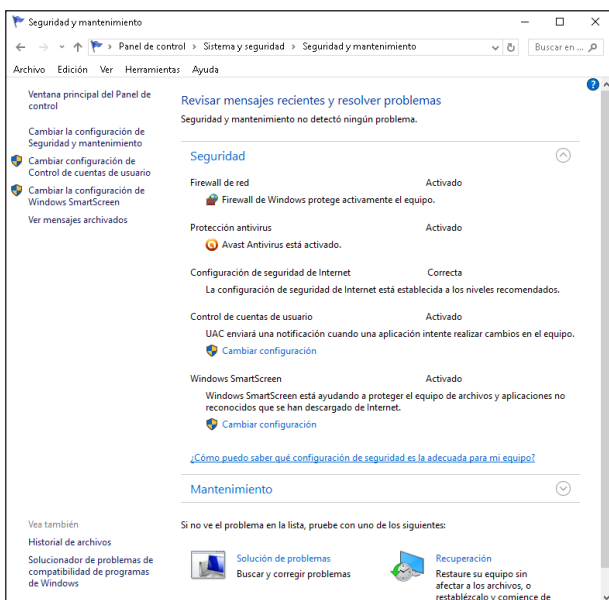 Seguridad y mantenimiento
Panel de control > Sistema y seguridad > Seguridad y mantenimiento
Buscar en ...
Archivo Edición Ver Herramientas Ayuda
Ventana principal del Panel de
control
Cambiar la configuración de
Seguridad y mantenimiento
Cambiar configuración de
Control de cuentas de usuario
Cambiar la configuración de
Windows SmartScreen
Ver mensajes archivados
Revisar mensajes recientes y resolver problemas
Seguridad y mantenimiento no detectó ningún problema.
Seguridad
Firewall de red Activado
Firewall de Windows protege activamente el equipo.
Protección antivirus Activado
Avast Antivirus está activado.
Configuración de seguridad de Internet Correcta
La configuración de seguridad de Internet está establecida a los niveles recomendados.
Control de cuentas de usuario Activado
UAC enviará una notificación cuando una aplicación intente realizar cambios en el equipo.
Cambiar configuración
Windows SmartScreen Activado
Windows SmartScreen está ayudando a proteger el equipo de archivos y aplicaciones no
reconocidos que se han descargado de Internet.
Cambiar configuración
¿Cómo puedo saber qué configuración de seguridad es la adecuada para mi equipo?
Mantenimiento
Vea también
Historial de archivos
Solucionador de problemas de
compatibilidad de programas
de Windows
Si no ve el problema en la lista, pruebe con uno de los siguientes:
Solución de problemas
Buscar y corregir problemas
Recuperación
Restaure su equipo sin
afectar a los archivos, o
restablézcalo y comience de